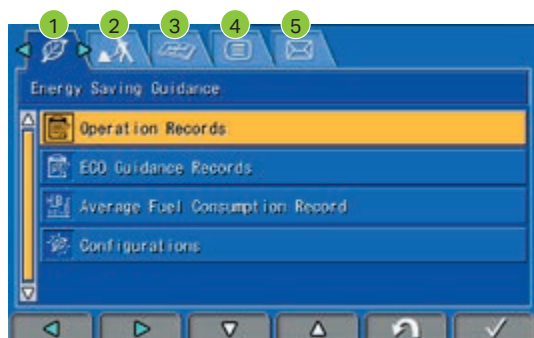 1 2 3 4 5
Energy Saving Guidance
Operation Records
ECO Guidance Records
Average Fuel Consumption Record
Configurations